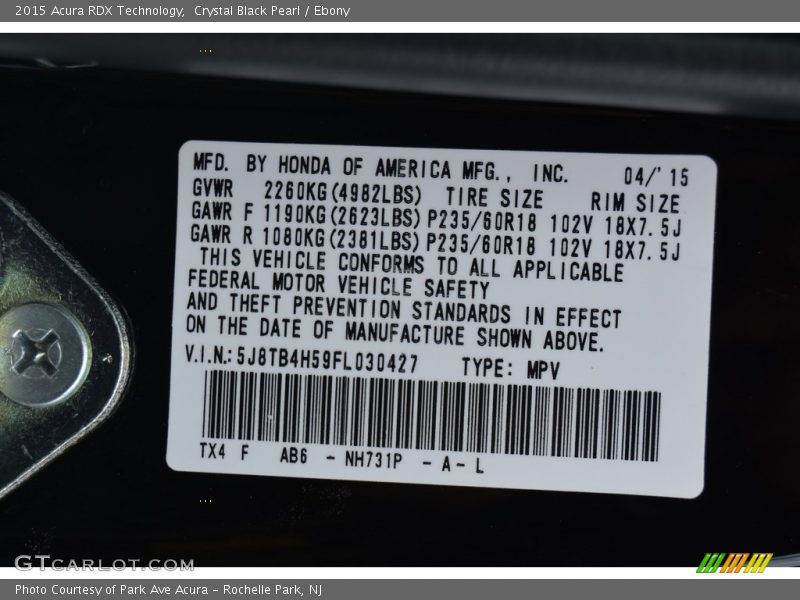 2015 Acura RDX Technology, Crystal Black Pearl / Ebony
MFD. BY HONDA OF AMERICA MFG., INC. 04/'15
GVWR 2260KG(4982LBS) TIRE SIZE RIM SIZE
GAWR F 1190KG(2623LBS) P235/60R18 102V 18X7.5J
GAWR R 1080KG(2381LBS) P235/60R18 102V 18X7.5J
THIS VEHICLE CONFORMS TO ALL APPLICABLE
FEDERAL MOTOR VEHICLE SAFETY
AND THEFT PREVENTION STANDARDS IN EFFECT
ON THE DATE OF MANUFACTURE SHOWN ABOVE.
V.I.N.: 5J8TB4H59FL030427 TYPE: MPV
TX4 F AB6 - NH731P - A - L
GTCARLOT.COM
Photo Courtesy of Park Ave Acura - Rochelle Park, NJ